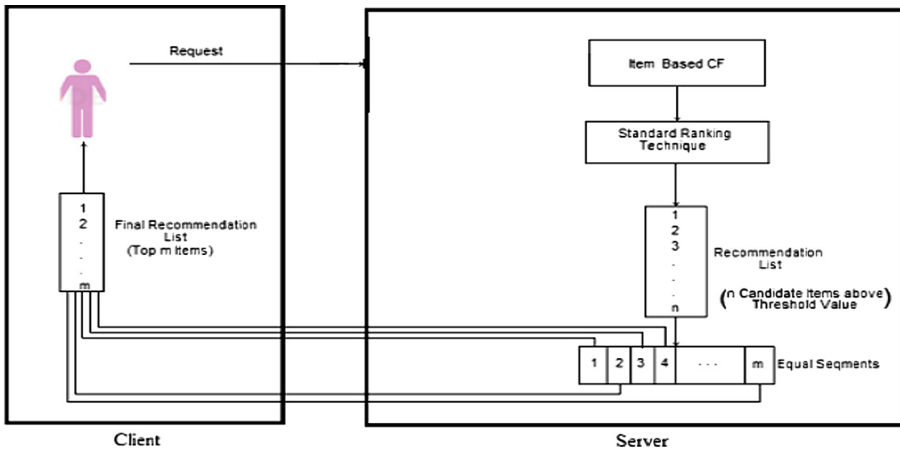 Request
1
2
.
.
.
m
Final Recommendation
List
(Top m Items)
Client
Item Based CF
Standard Ranking
Technique
1
2
3
.
.
.
n
Recommendation
List
(n Candidate Items above
Threshold Value)
1 2 3 4 . . . m
Equal Seqments
Server